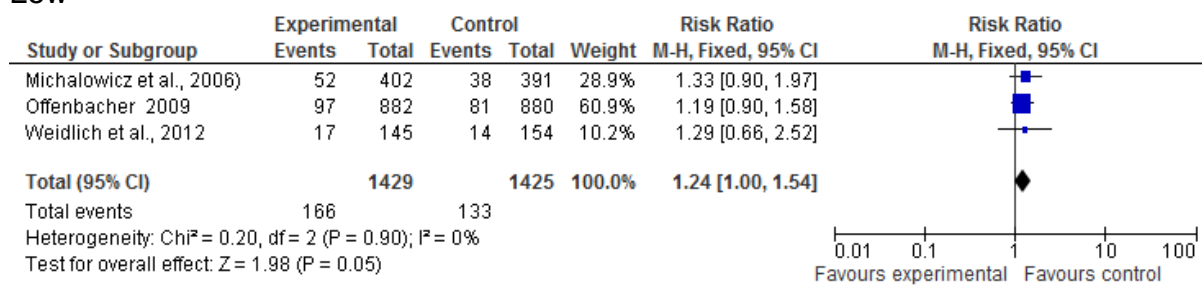 Low
Experimental Control Risk Ratio Risk Ratio
Study or Subgroup Events Total Events Total Weight M-H, Fixed, 95% CI M-H, Fixed, 95% CI
Michalowicz et al., 2006) 52 402 38 391 28.9% 1.33 [0.90, 1.97]
Offenbacher 2009 97 882 81 880 60.9% 1.19 [0.90, 1.58]
Weidlich et al., 2012 17 145 14 154 10.2% 1.29 [0.66, 2.52]
Total (95% CI) 1429 1425 100.0% 1.24 [1.00, 1.54]
Total events 166 133
Heterogeneity: Chi² = 0.20, df = 2 (P = 0.90); I² = 0%
Test for overall effect: Z = 1.98 (P = 0.05)
0.01 0.1 1 10 100
Favours experimental Favours control